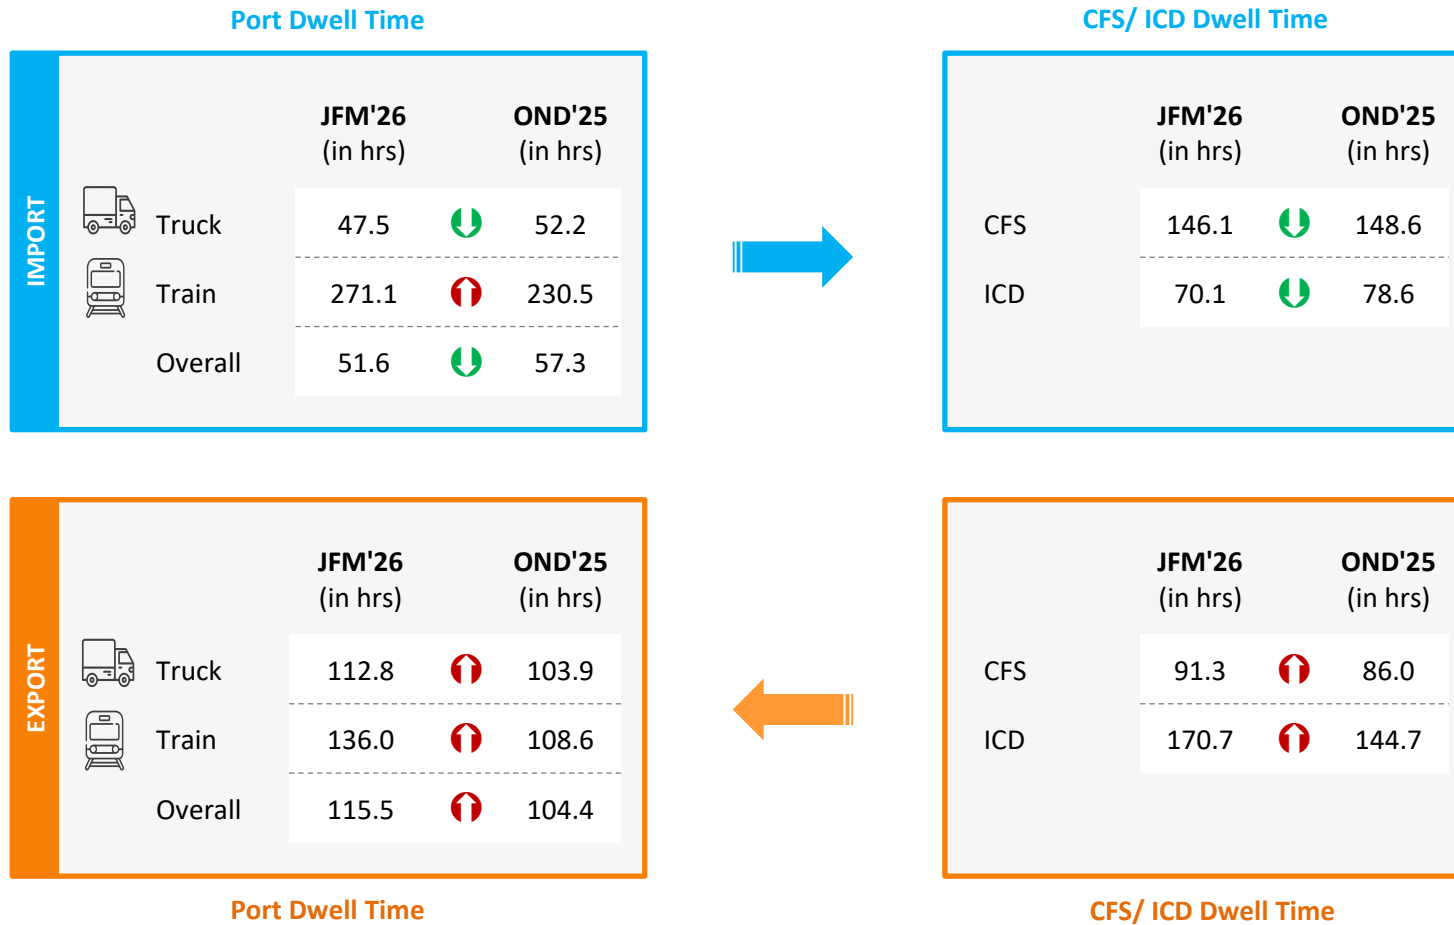 Port Dwell Time
CFS/ ICD Dwell Time
IMPORT
JFM'26 OND'25
(in hrs) (in hrs)
Truck 47.5 52.2
Train 271.1 230.5
Overall 51.6 57.3
JFM'26 OND'25
(in hrs) (in hrs)
CFS 146.1 148.6
ICD 70.1 78.6
EXPORT
JFM'26 OND'25
(in hrs) (in hrs)
Truck 112.8 103.9
Train 136.0 108.6
Overall 115.5 104.4
JFM'26 OND'25
(in hrs) (in hrs)
CFS 91.3 86.0
ICD 170.7 144.7
Port Dwell Time
CFS/ ICD Dwell Time